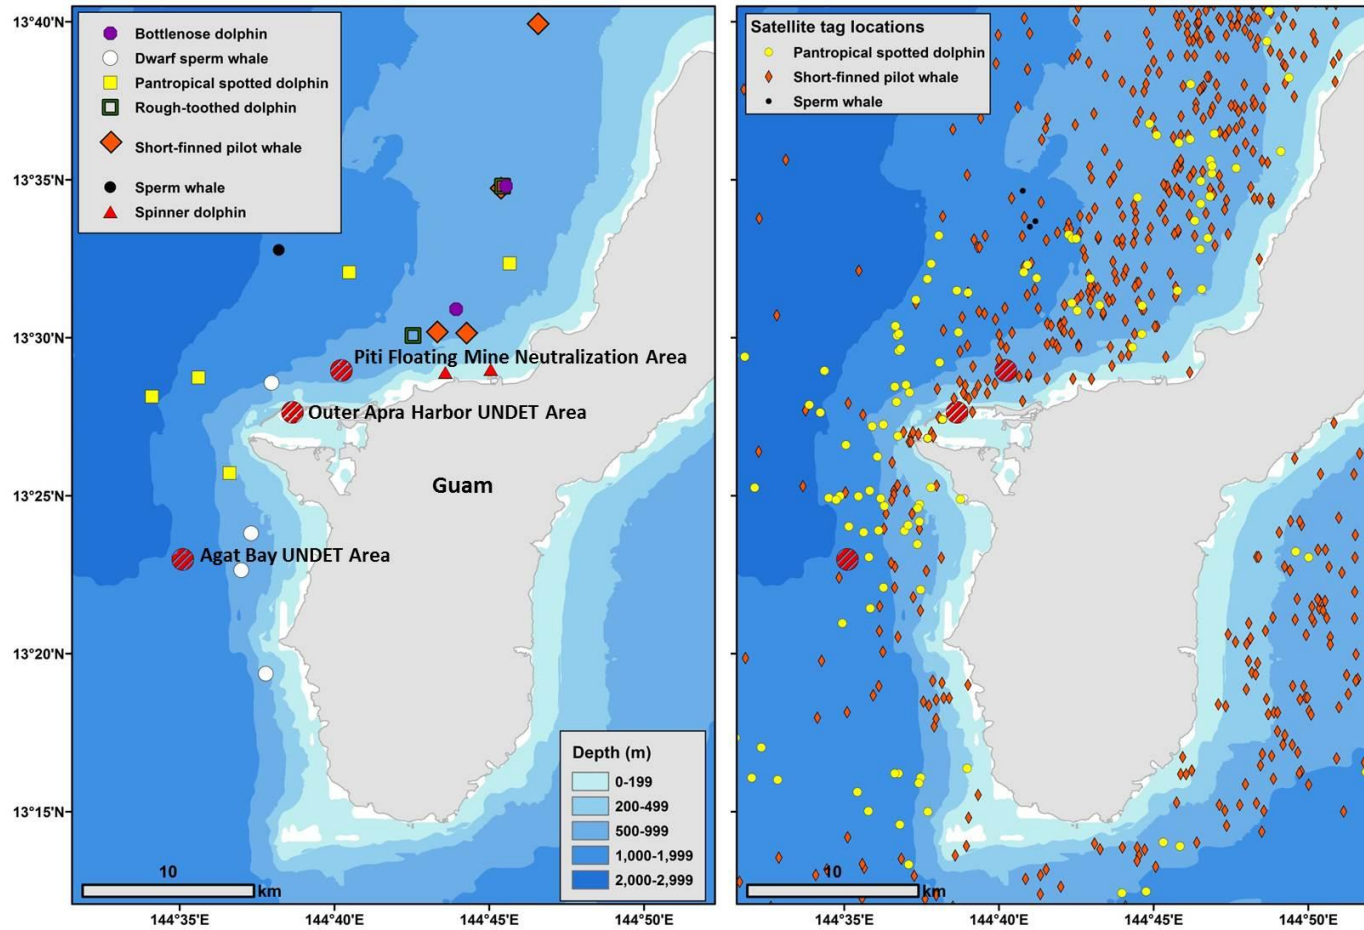 13°40'N
13°35'N
13°30'N
13°25'N
13°20'N
13°15'N
Bottlenose dolphin
Dwarf sperm whale
Pantropical spotted dolphin
Rough-toothed dolphin
Short-finned pilot whale
Sperm whale
Spinner dolphin
Piti Floating Mine Neutralization Area
Outer Apra Harbor UNDET Area
Guam
Agat Bay UNDET Area
Depth (m)
0-199
200-499
500-999
1,000-1,999
2,000-2,999
10
km
144°35'E
144°40'E
144°45'E
144°50'E
Satellite tag locations
Pantropical spotted dolphin
Short-finned pilot whale
Sperm whale
10
km
144°35'E
144°40'E
144°45'E
144°50'E